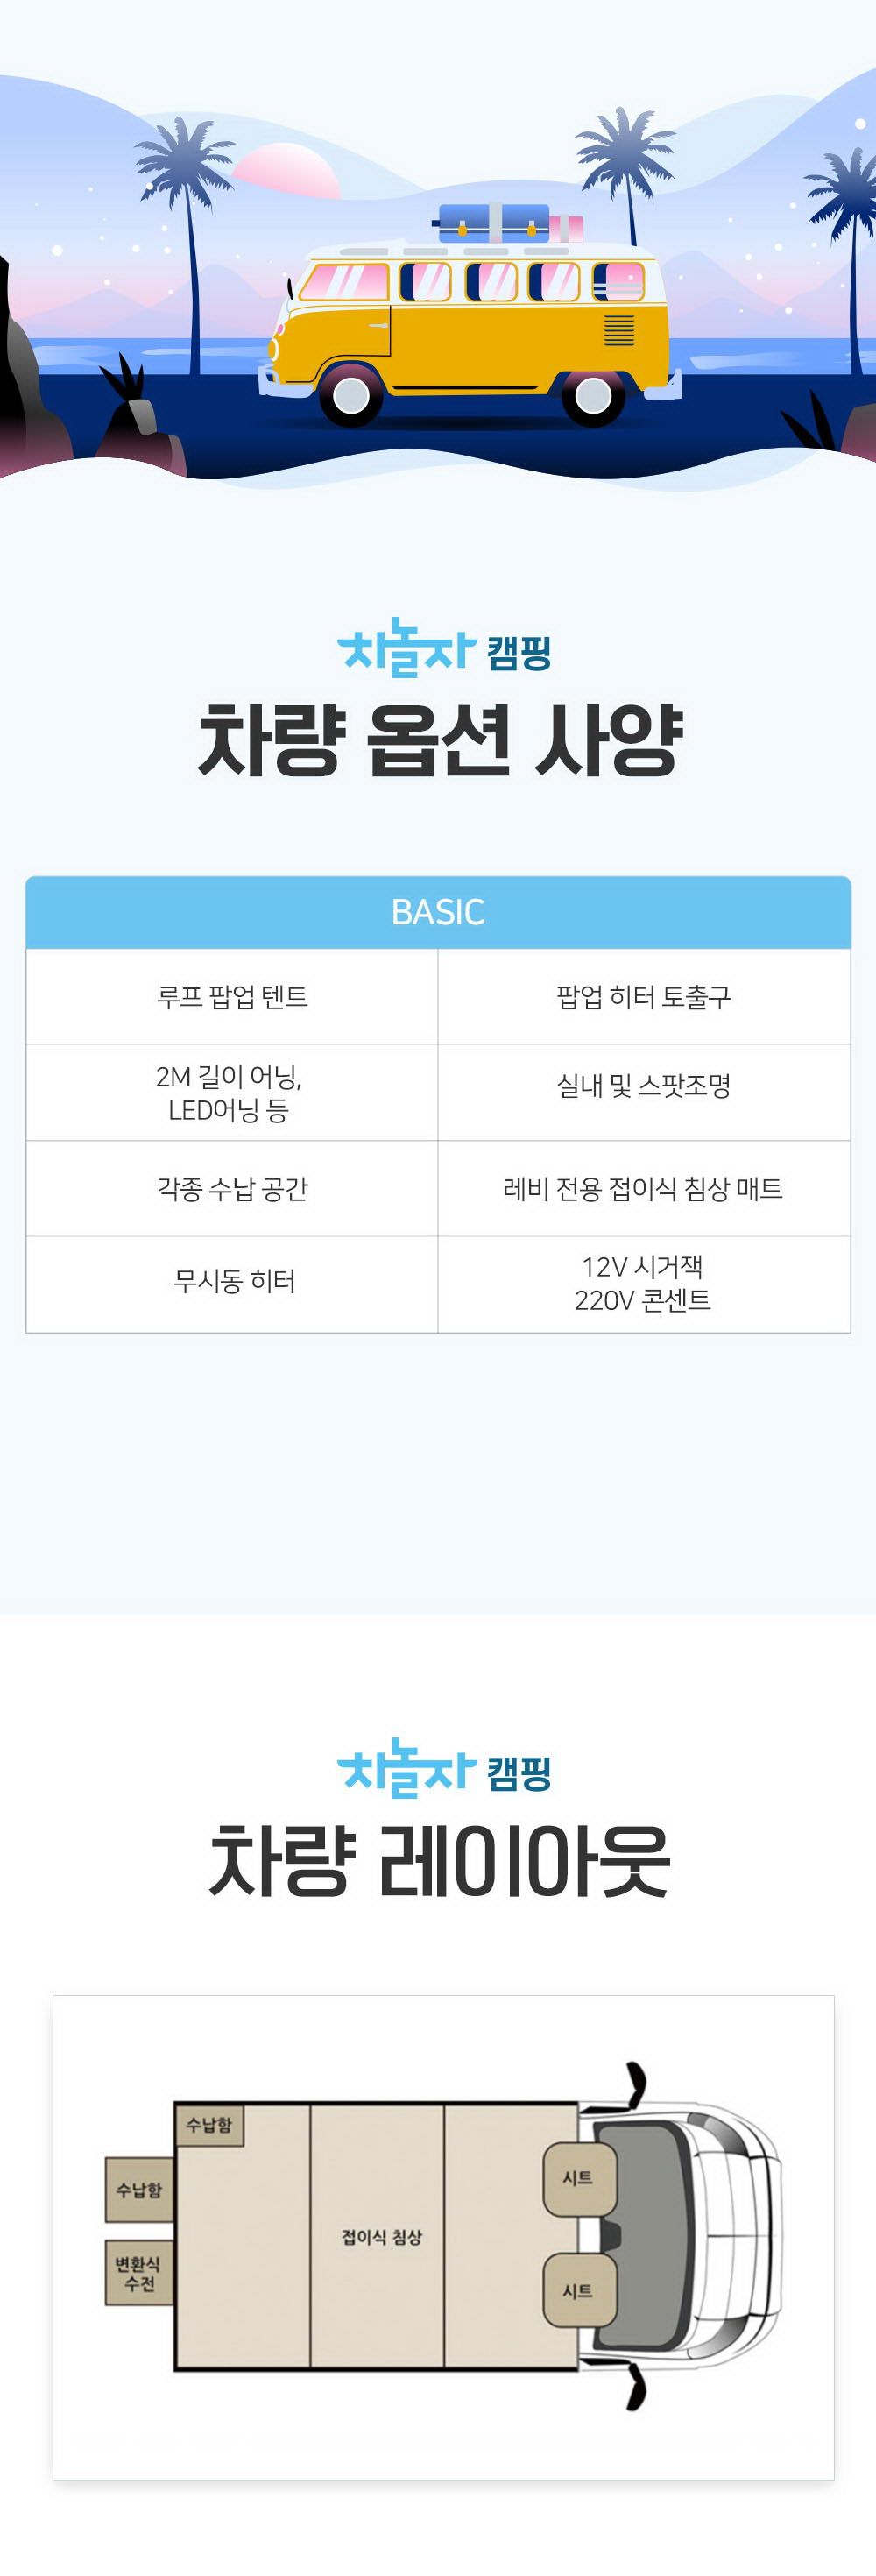 차놀자 캠핑
차량 옵션 사양
BASIC
루프 팝업 텐트
팝업 히터 토출구
2M 길이 어닝,
LED어닝 등
실내 및 스팟조명
각종 수납 공간
레비 전용 접이식 침상 매트
무시동 히터
12V 시거잭
220V 콘센트
차놀자 캠핑
차량 레이아웃
수납함
수납함
변환식
수전
접이식 침상
시트
시트